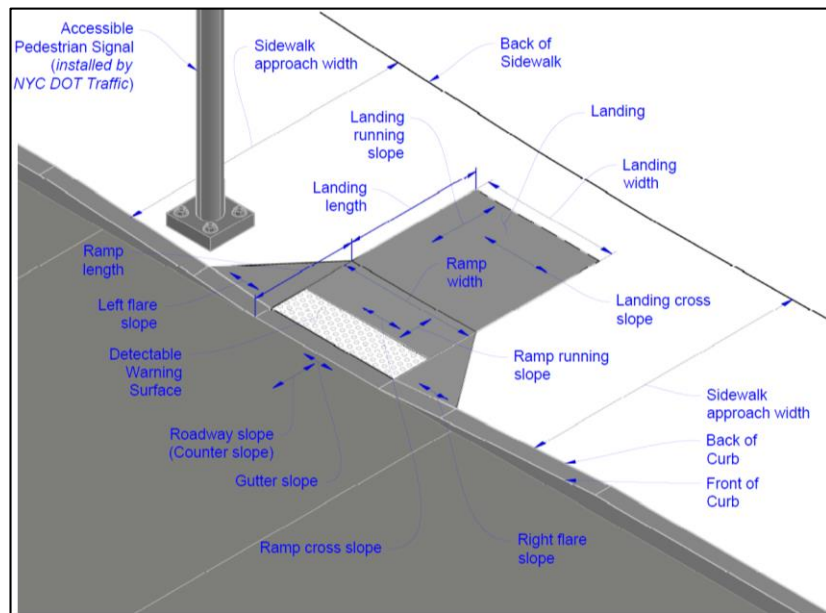 Accessible
Pedestrian Signal
(installed by
NYC DOT Traffic)
Sidewalk
approach width
Back of
Sidewalk
Landing
running
slope
Landing
Landing
width
Landing
length
Ramp
length
Ramp
width
Left flare
slope
Landing cross
slope
Detectable
Warning
Surface
Ramp running
slope
Sidewalk
approach width
Roadway slope
(Counter slope)
Back of
Curb
Gutter slope
Front of
Curb
Ramp cross slope
Right flare
slope